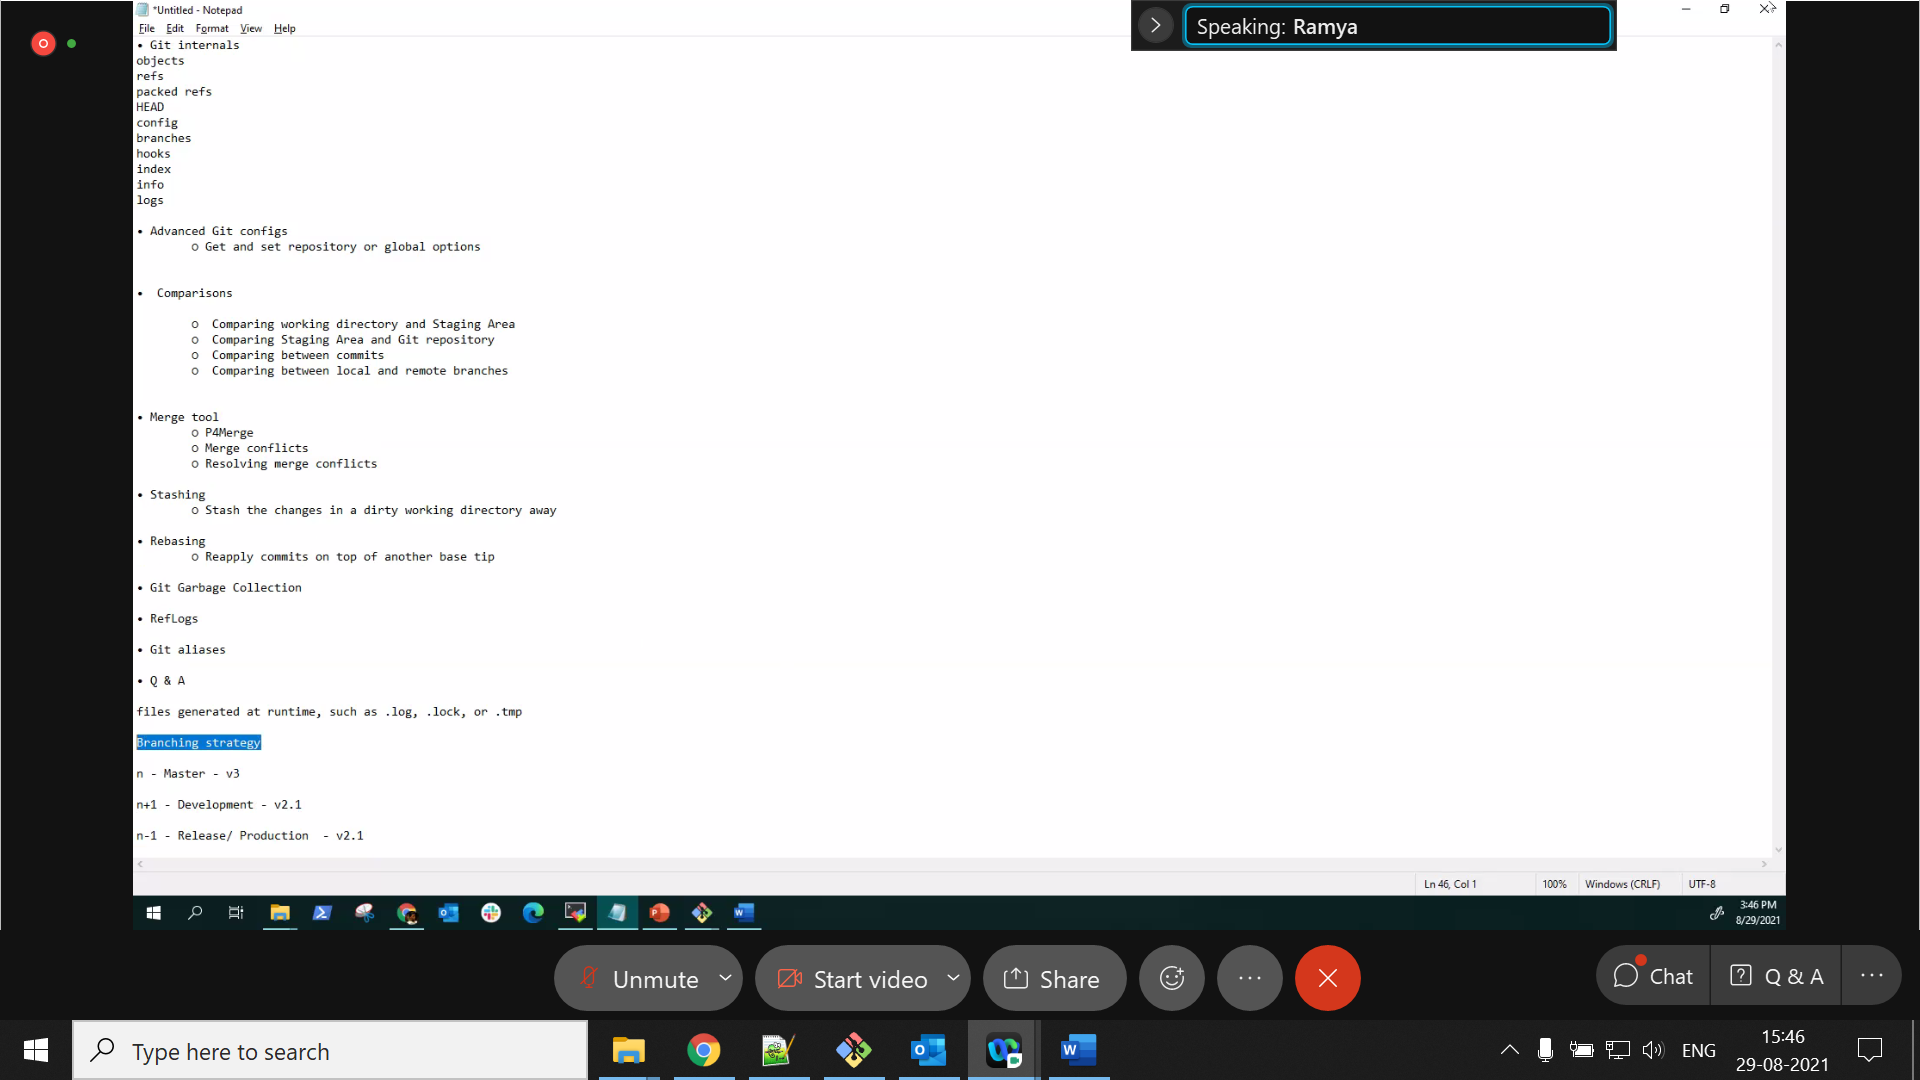 *Untitled - Notepad
File Edit Format View Help
Speaking: Ramya
• Git internals
objects
refs
packed refs
HEAD
config
branches
hooks
index
info
logs
• Advanced Git configs
o Get and set repository or global options
• Comparisons
o Comparing working directory and Staging Area
o Comparing Staging Area and Git repository
o Comparing between commits
o Comparing between local and remote branches
• Merge tool
o P4Merge
o Merge conflicts
o Resolving merge conflicts
• Stashing
o Stash the changes in a dirty working directory away
• Rebasing
o Reapply commits on top of another base tip
• Git Garbage Collection
• RefLogs
• Git aliases
• Q & A
files generated at runtime, such as .log, .lock, or .tmp
Branching strategy
n - Master - v3
n+1 - Development - v2.1
n-1 - Release/ Production - v2.1
Ln 46, Col 1 100% Windows (CRLF) UTF-8
3:46 PM
8/29/2021
Unmute Start video Share Chat Q & A
Type here to search
ENG
15:46
29-08-2021